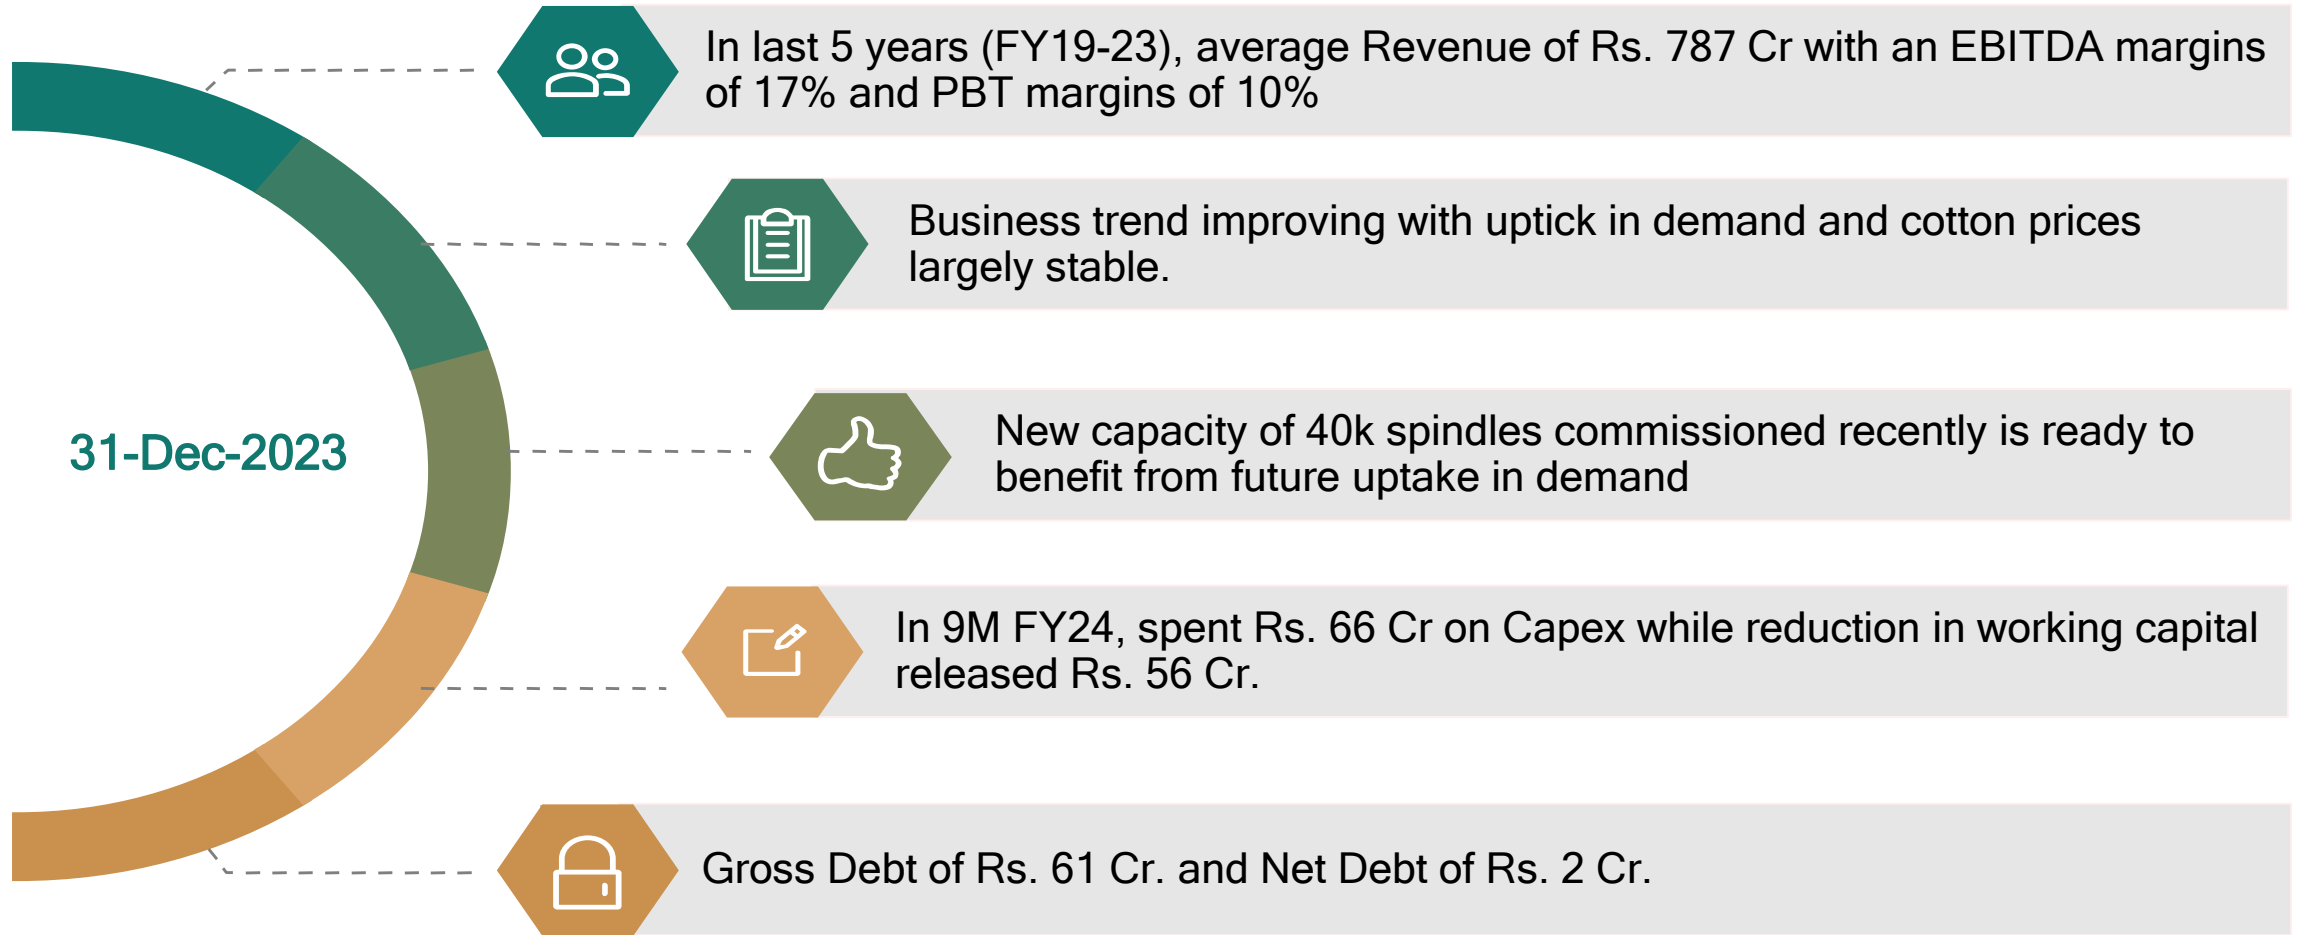 In last 5 years (FY19-23), average Revenue of Rs. 787 Cr with an EBITDA margins
of 17% and PBT margins of 10%
Business trend improving with uptick in demand and cotton prices
largely stable.
31-Dec-2023
New capacity of 40k spindles commissioned recently is ready to
benefit from future uptake in demand
In 9M FY24, spent Rs. 66 Cr on Capex while reduction in working capital
released Rs. 56 Cr.
Gross Debt of Rs. 61 Cr. and Net Debt of Rs. 2 Cr.